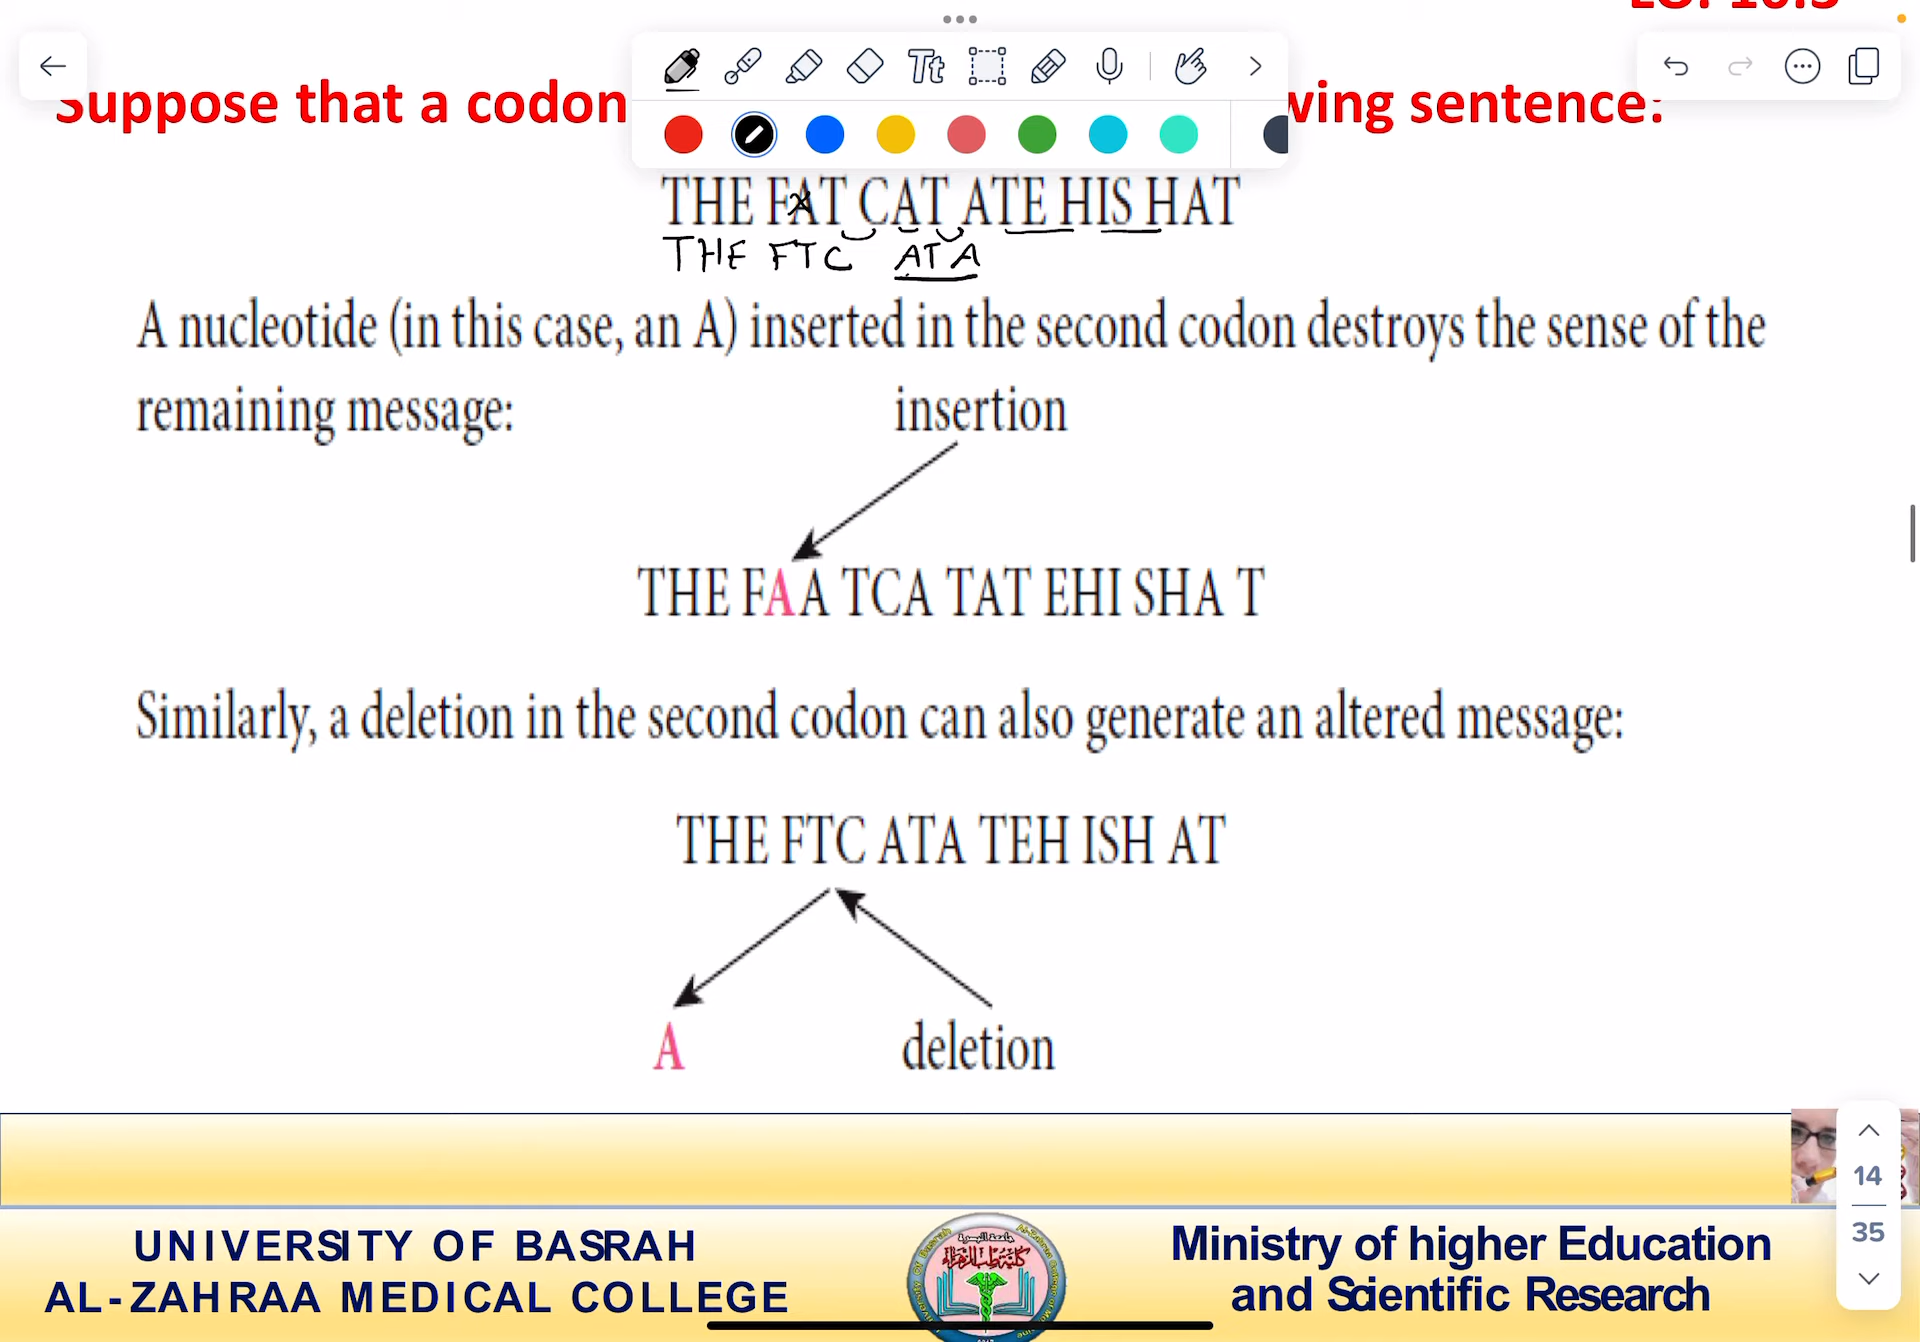 Suppose that a codon
wing sentence:
Tt
THE FAT CAT ATE HIS HAT
THE FTC ATA
A nucleotide (in this case, an A) inserted in the second codon destroys the sense of the
remaining message:
insertion
THE FAA TCA TAT EHI SHA T
Similarly, a deletion in the second codon can also generate an altered message:
THE FTC ATA TEH ISH AT
A
deletion
14
35
UNIVERSITY OF BASRAH
AL-ZAHRAA MEDICAL COLLEGE
Ministry of higher Education
and Scientific Research